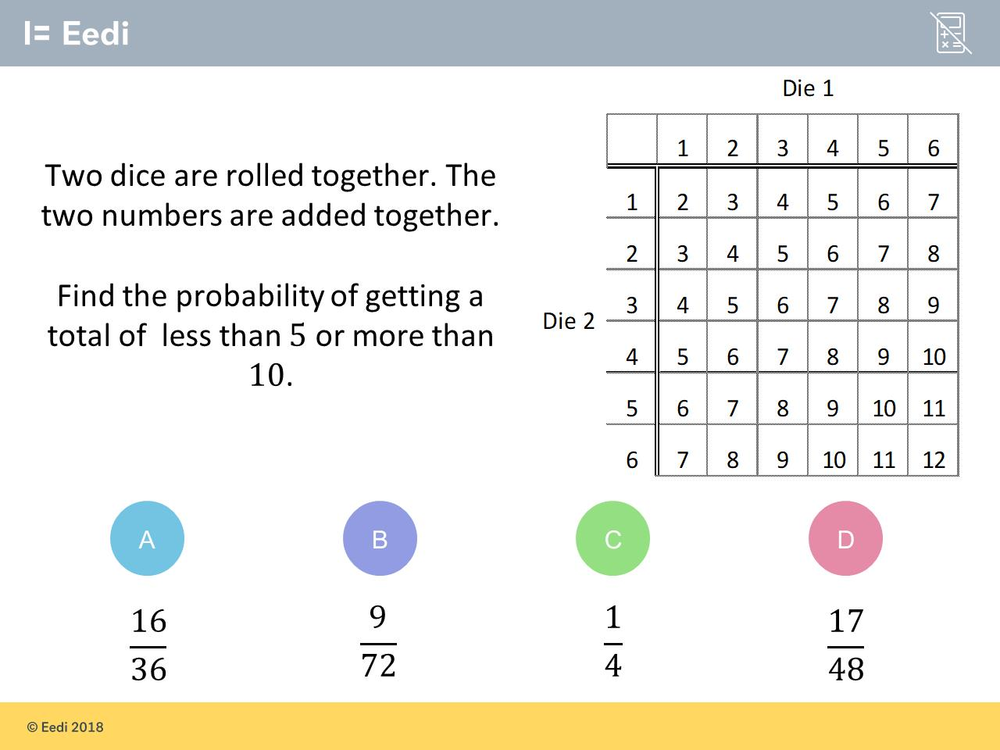 Eedi
Die 1
Two dice are rolled together. The
two numbers are added together.
Find the probability of getting a
total of less than 5 or more than
10.
Die 2
1 2 3 4 5 6
1 2 3 4 5 6 7
2 3 4 5 6 7 8
3 4 5 6 7 8 9
4 5 6 7 8 9 10
5 6 7 8 9 10 11
6 7 8 9 10 11 12
A B C D
16/36 9/72 1/4 17/48
© Eedi 2018